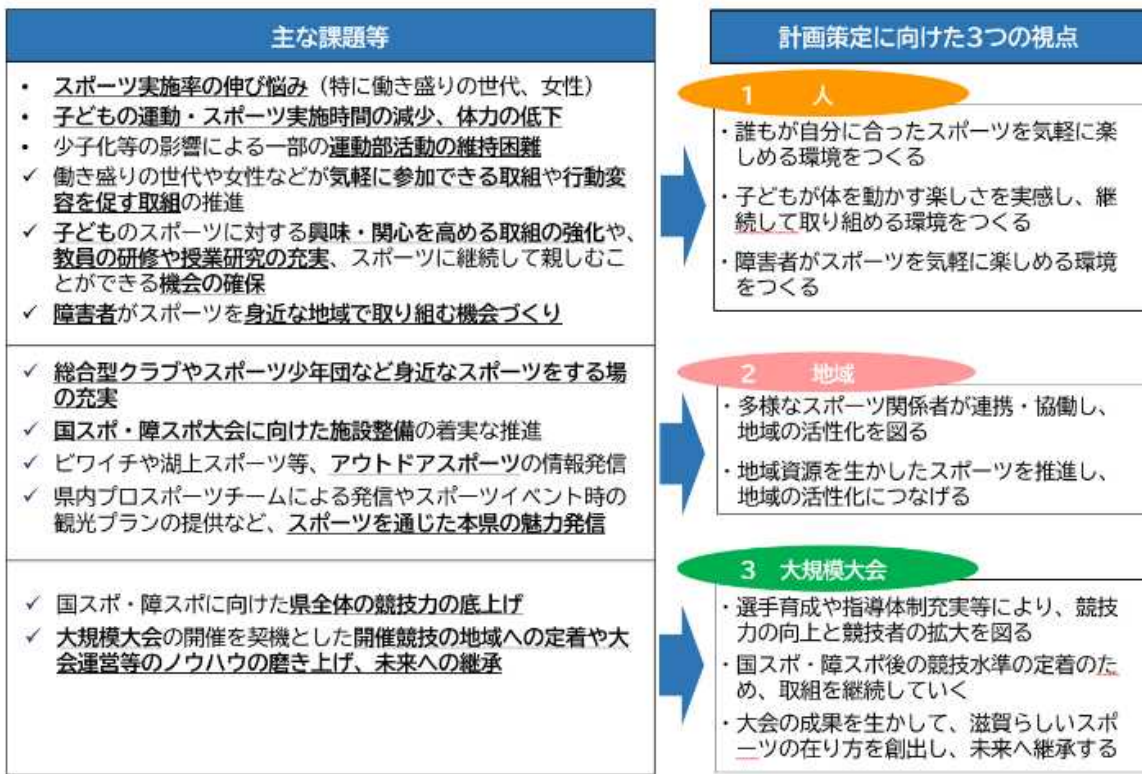 主な課題等
・ スポーツ実施率の伸び悩み（特に働き盛りの世代、女性）
・ 子どもの運動・スポーツ実施時間の減少、体力の低下
・ 少子化等の影響による一部の運動部活動の維持困難
✓ 働き盛りの世代や女性などが気軽に参加できる取組や行動変
容を促す取組の推進
✓ 子どものスポーツに対する興味・関心を高める取組の強化や、
教員の研修や授業研究の充実、スポーツに継続して親しむこ
とができる機会の確保
✓ 障害者がスポーツを身近な地域で取り組む機会づくり
✓ 総合型クラブやスポーツ少年団など身近なスポーツをする場
の充実
✓ 国スポ・障スポ大会に向けた施設整備の着実な推進
✓ ビワイチや湖上スポーツ等、アウトドアスポーツの情報発信
✓ 県内プロスポーツチームによる発信やスポーツイベント時の
観光プランの提供など、スポーツを通じた本県の魅力発信
✓ 国スポ・障スポに向けた県全体の競技力の底上げ
✓ 大規模大会の開催を契機とした開催競技の地域への定着や大
会運営等のノウハウの磨き上げ、未来への継承
計画策定に向けた3つの視点
1 人
・誰もが自分に合ったスポーツを気軽に楽
しめる環境をつくる
・子どもが体を動かす楽しさを実感し、継
続して取り組める環境をつくる
・障害者がスポーツを気軽に楽しめる環境
をつくる
2 地域
・多様なスポーツ関係者が連携・協働し、
地域の活性化を図る
・地域資源を生かしたスポーツを推進し、
地域の活性化につなげる
3 大規模大会
・選手育成や指導体制充実等により、競技
力の向上と競技者の拡大を図る
・国スポ・障スポ後の競技水準の定着のた
め、取組を継続していく
・大会の成果を生かして、滋賀らしいスポ
ーツの在り方を創出し、未来へ継承する